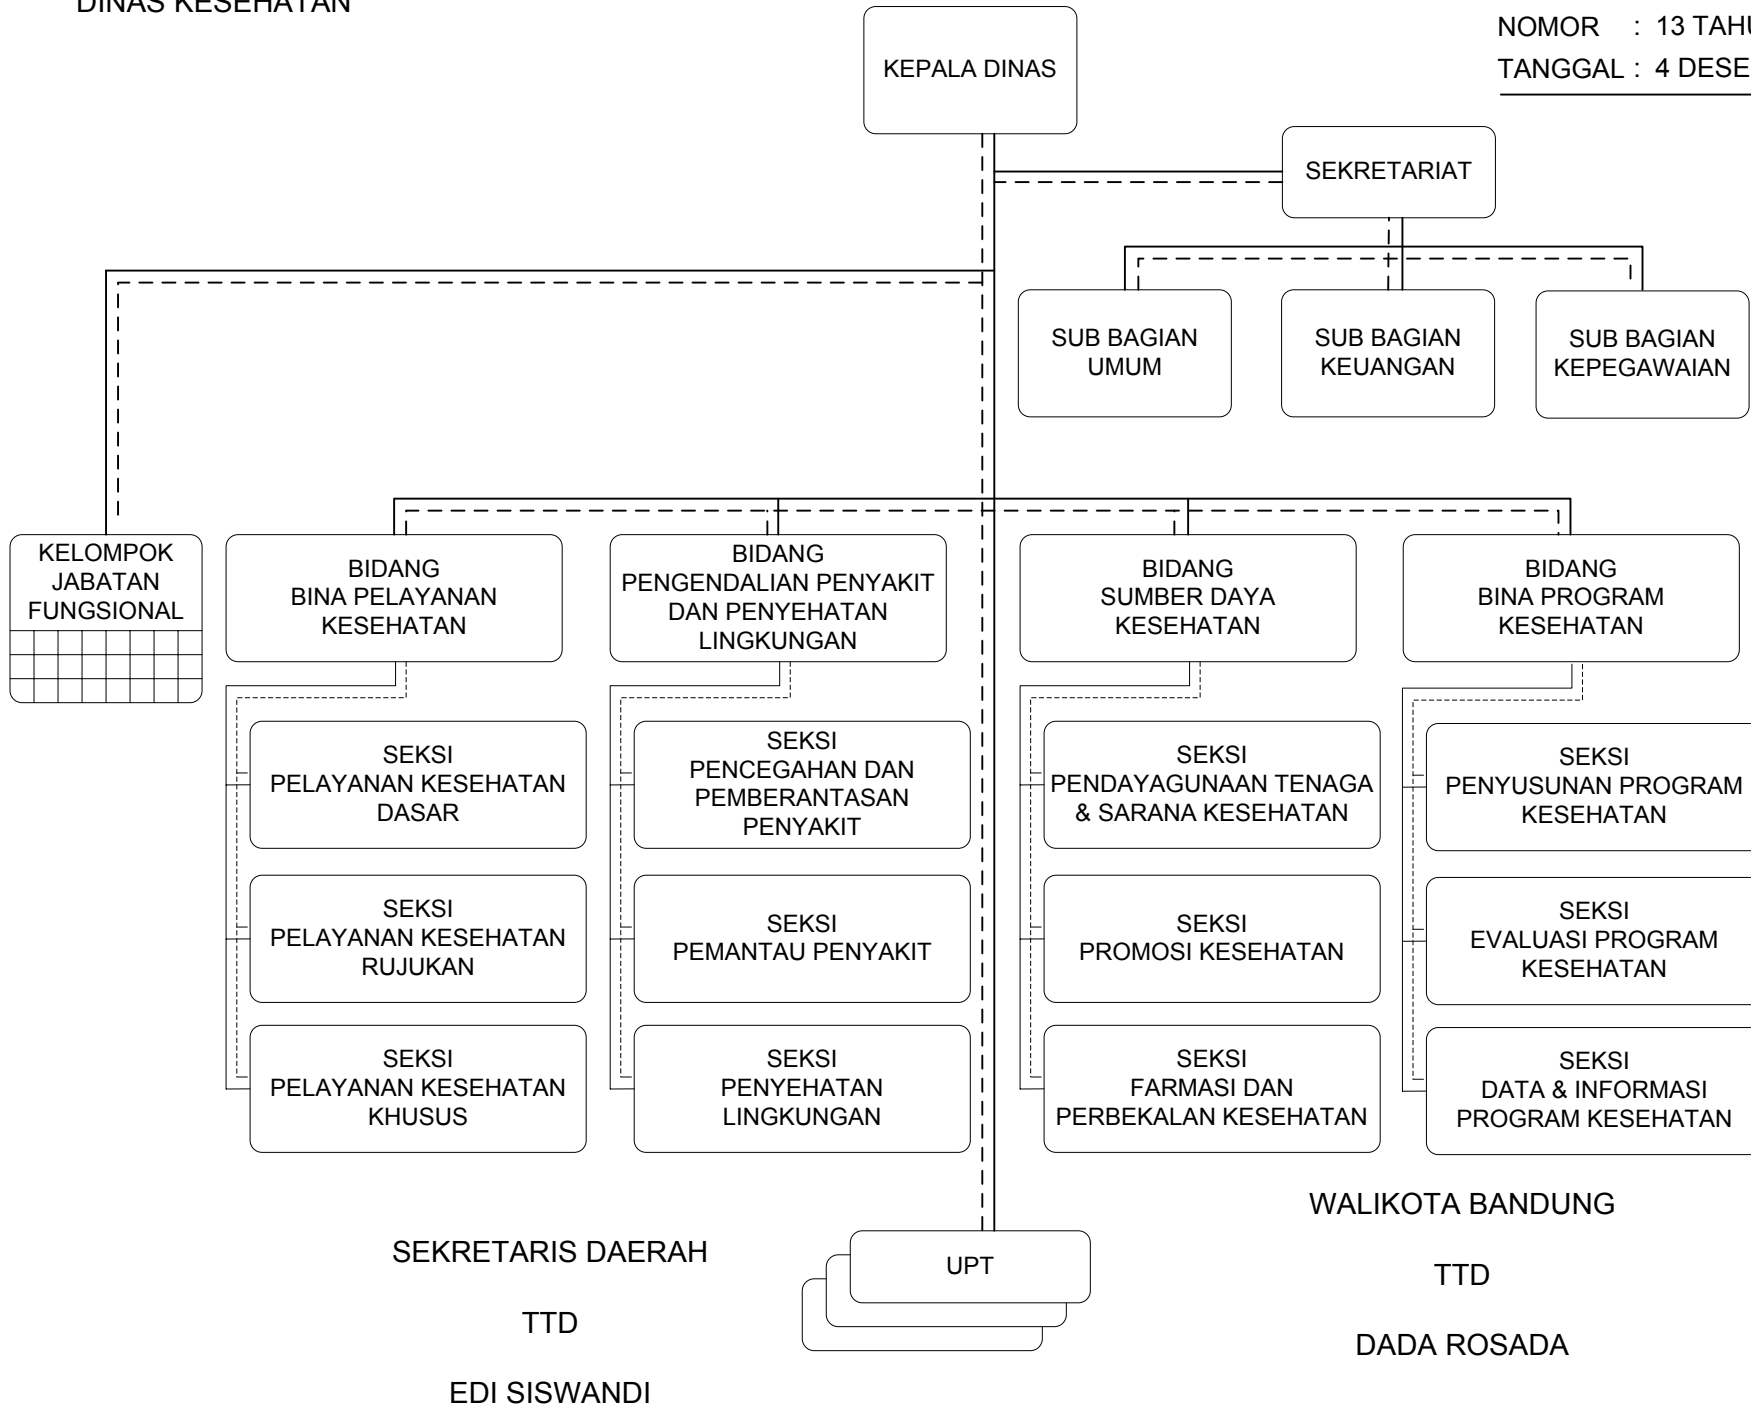 DINAS KESEHATAN
NOMOR : 13
TANGGAL : 4
KEPALA DINAS
SEKRETARIAT
SUB BAGIAN
UMUM
SUB BAGIAN
KEUANGAN
SUB BAGIAN
KEPEGAWAIAN
KELOMPOK
JABATAN
FUNGSIONAL
BIDANG
BINA PELAYANAN
KESEHATAN
BIDANG
PENGENDALIAN PENYAKIT
DAN PENYEHATAN
LINGKUNGAN
BIDANG
SUMBER DAYA
KESEHATAN
BIDANG
BINA PROGRAM
KESEHATAN
SEKSI
PELAYANAN KESEHATAN
DASAR
SEKSI
PENCEGAHAN DAN
PEMBERANTASAN
PENYAKIT
SEKSI
PENDAYAGUNAAN TENAGA
& SARANA KESEHATAN
SEKSI
PENYUSUNAN PROGRAM
KESEHATAN
SEKSI
PELAYANAN KESEHATAN
RUJUKAN
SEKSI
PEMANTAU PENYAKIT
SEKSI
PROMOSI KESEHATAN
SEKSI
EVALUASI PROGRAM
KESEHATAN
SEKSI
PELAYANAN KESEHATAN
KHUSUS
SEKSI
PENYEHATAN
LINGKUNGAN
SEKSI
FARMASI DAN
PERBEKALAN KESEHATAN
SEKSI
DATA & INFORMASI
PROGRAM KESEHATAN
UPT
SEKRETARIS DAERAH
TTD
EDI SISWANDI
WALIKOTA BANDUNG
TTD
DADA ROSADA